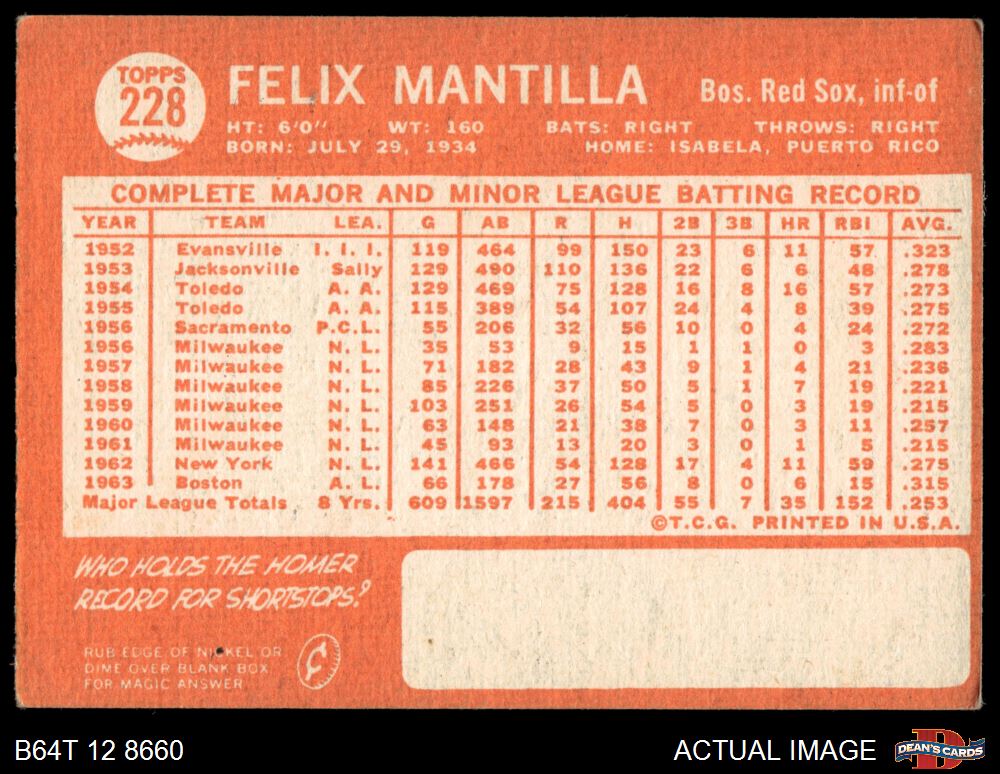 TOPPS
228
FELIX MANTILLA
Bos. Red Sox, inf-of
HT: 6'0" WT: 160 BATS: RIGHT THROWS: RIGHT
BORN: JULY 29, 1934 HOME: ISABELA, PUERTO RICO
COMPLETE MAJOR AND MINOR LEAGUE BATTING RECORD
YEAR TEAM LEA. G AB R H 2B 3B HR RBI AVG.
1952 Evansville I. I. I. 119 464 99 150 23 6 11 57 .323
1953 Jacksonville Sally 129 490 110 136 22 6 6 48 .278
1954 Toledo A. A. 129 469 75 128 16 8 16 57 .273
1955 Toledo A. A. 115 389 54 107 24 4 8 39 .275
1956 Sacramento P.C.L. 55 206 32 56 10 0 4 24 .272
1956 Milwaukee N. L. 35 53 9 15 1 1 0 3 .283
1957 Milwaukee N. L. 71 182 28 43 9 1 4 21 .236
1958 Milwaukee N. L. 85 226 37 50 5 1 7 19 .221
1959 Milwaukee N. L. 103 251 26 54 5 0 3 19 .215
1960 Milwaukee N. L. 63 148 21 38 7 0 3 11 .257
1961 Milwaukee N. L. 45 93 13 20 3 0 1 5 .215
1962 New York N. L. 141 466 54 128 17 4 11 59 .275
1963 Boston A. L. 66 178 27 56 8 0 6 15 .315
Major League Totals 8 Yrs. 609 1597 215 404 55 7 35 152 .253
©T.C.G. PRINTED IN U.S.A.
WHO HOLDS THE HOMER
RECORD FOR SHORTSTOPS?
RUB EDGE OF NICKEL OR
DIME OVER BLANK BOX
FOR MAGIC ANSWER
¢
B64T 12 8660
ACTUAL IMAGE
D
DEAN'S CARDS